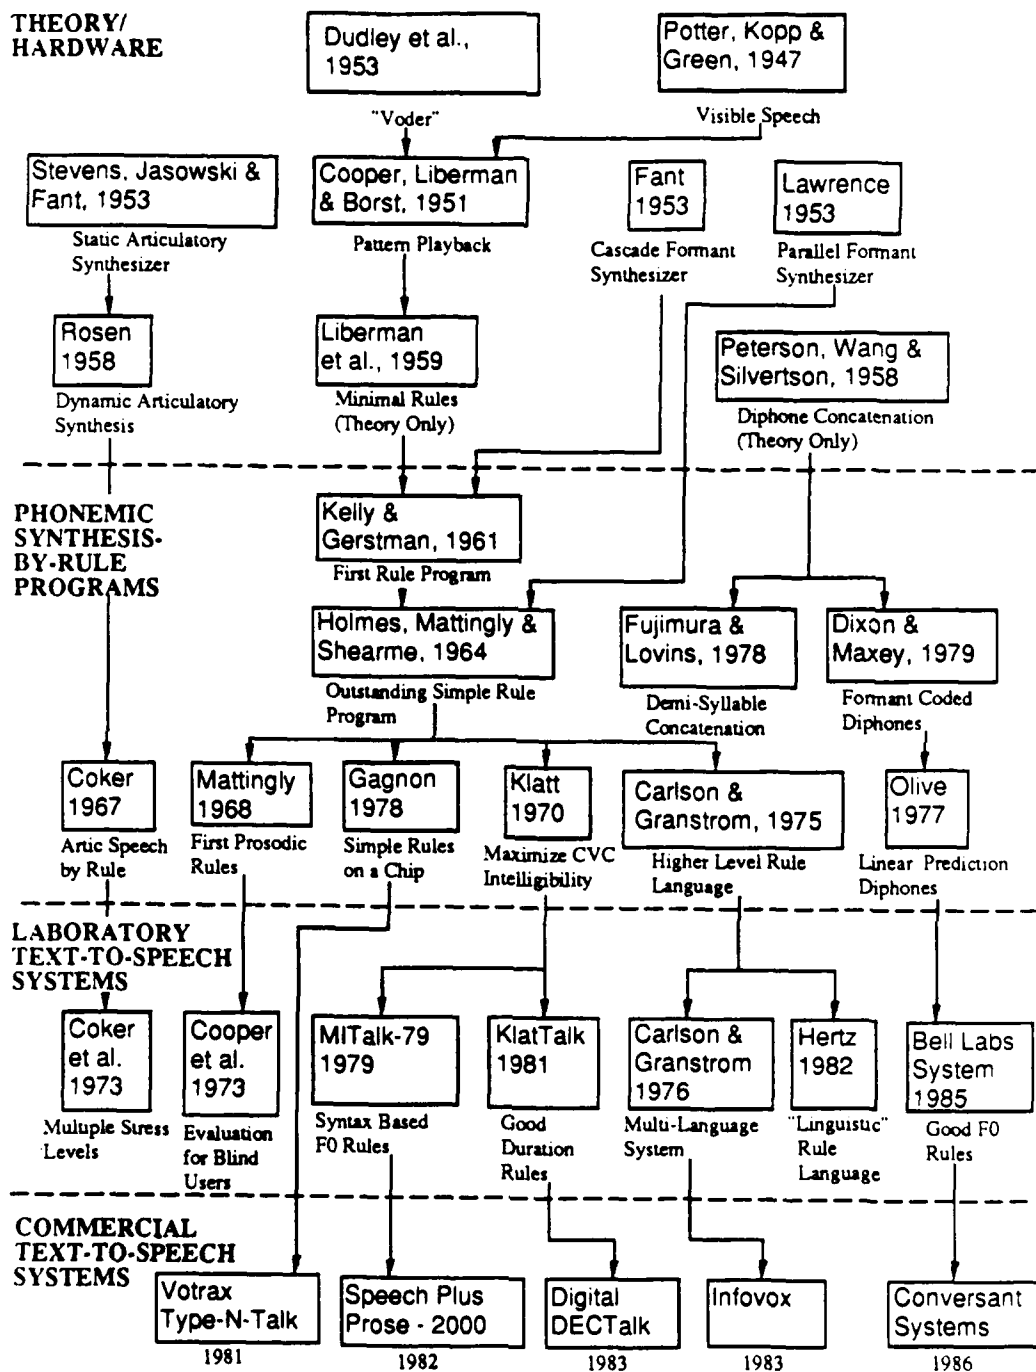 THEORY/
HARDWARE
Dudley et al.,
1953
"Voder"
Potter, Kopp &
Green, 1947
Visible Speech
Stevens, Jasowski &
Fant, 1953
Static Articulatory
Synthesizer
Cooper, Liberman
& Borst, 1951
Pattern Playback
Fant
1953
Cascade Formant
Synthesizer
Lawrence
1953
Parallel Formant
Synthesizer
Rosen
1958
Dynamic Articulatory
Synthesis
Liberman
et al., 1959
Minimal Rules
(Theory Only)
Peterson, Wang &
Silvertson, 1958
Diphone Concatenation
(Theory Only)
PHONEMIC
SYNTHESIS-
BY-RULE
PROGRAMS
Kelly &
Gerstman, 1961
First Rule Program
Holmes, Mattingly &
Shearme, 1964
Outstanding Simple Rule
Program
Fujimura &
Lovins, 1978
Demi-Syllable
Concatenation
Dixon &
Maxey, 1979
Formant Coded
Diphones
Coker
1967
Artic Speech
by Rule
Mattingly
1968
First Prosodic
Rules
Gagnon
1978
Simple Rules
on a Chip
Klatt
1970
Maximize CVC
Intelligibility
Carlson &
Granstrom, 1975
Higher Level Rule
Language
Olive
1977
Linear Prediction
Diphones
LABORATORY
TEXT-TO-SPEECH
SYSTEMS
Coker
et al.
1973
Multiple Stress
Levels
Cooper
et al.
1973
Evaluation
for Blind
Users
MITalk-79
1979
Syntax Based
F0 Rules
KlatTalk
1981
Good
Duration
Rules
Carlson &
Granstrom
1976
Multi-Language
System
Hertz
1982
"Linguistic"
Rule
Language
Bell Labs
System
1985
Good F0
Rules
COMMERCIAL
TEXT-TO-SPEECH
SYSTEMS
Votrax
Type-N-Talk
1981
Speech Plus
Prose - 2000
1982
Digital
DECTalk
1983
Infovox
1983
Conversant
Systems
1986